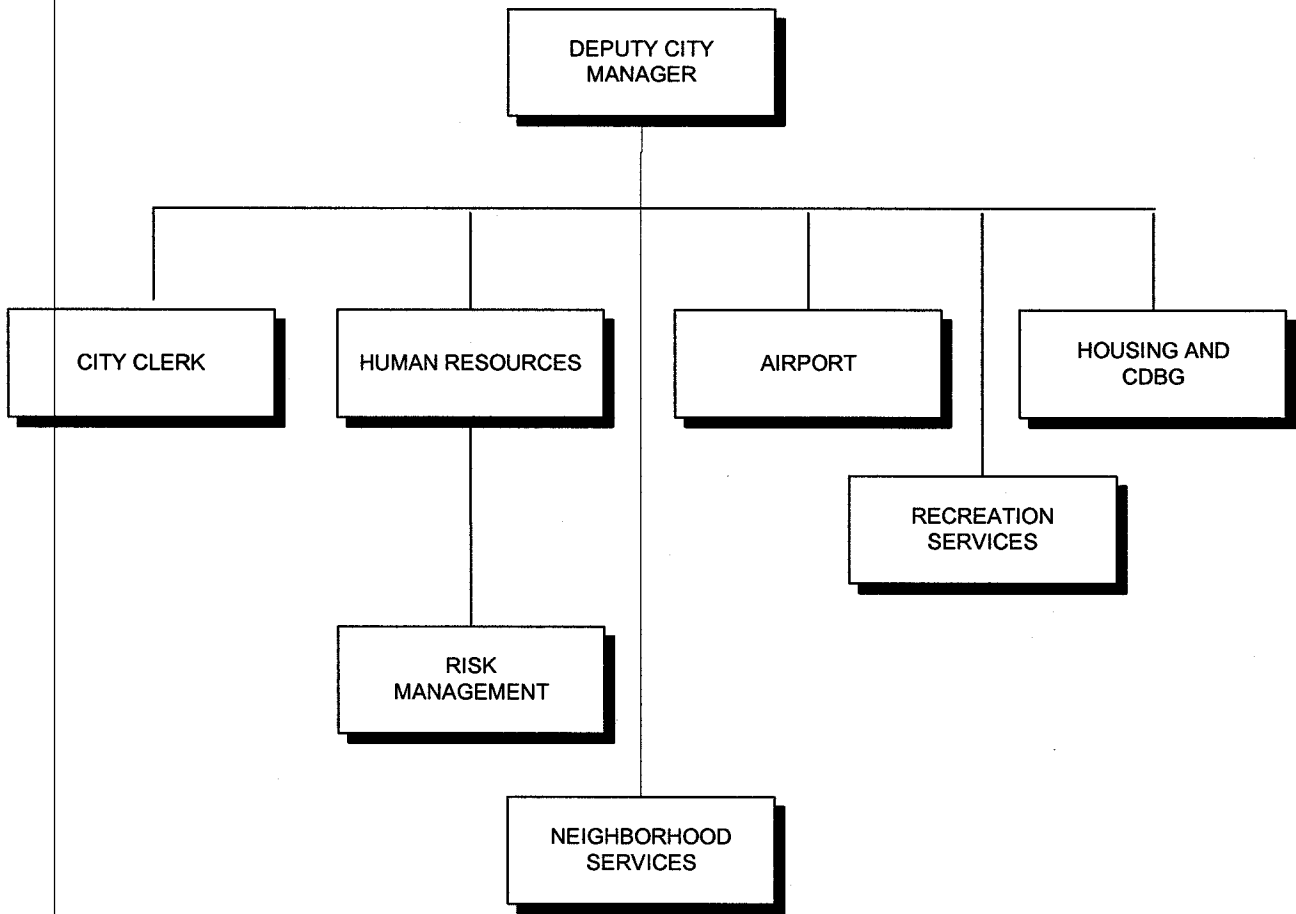 DEPUTY CITY
MANAGER
CITY CLERK
HUMAN RESOURCES
AIRPORT
HOUSING AND
CDBG
RECREATION
SERVICES
RISK
MANAGEMENT
NEIGHBORHOOD
SERVICES